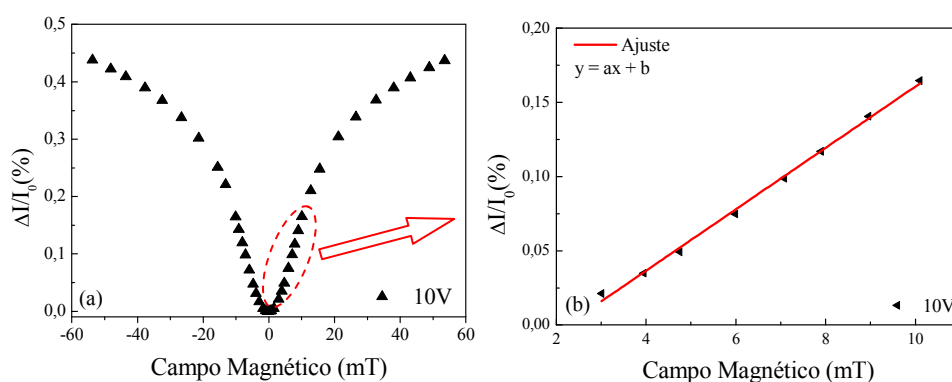 0,5
0,4
0,3
0,2
0,1
0,0
ΔI/I₀(%)
(a)
10V
-60 -40 -20 0 20 40 60
Campo Magnético (mT)
0,20
0,15
0,10
0,05
0,00
ΔI/I₀(%)
Ajuste
y = ax + b
(b)
10V
4 6 8 10
Campo Magnético (mT)